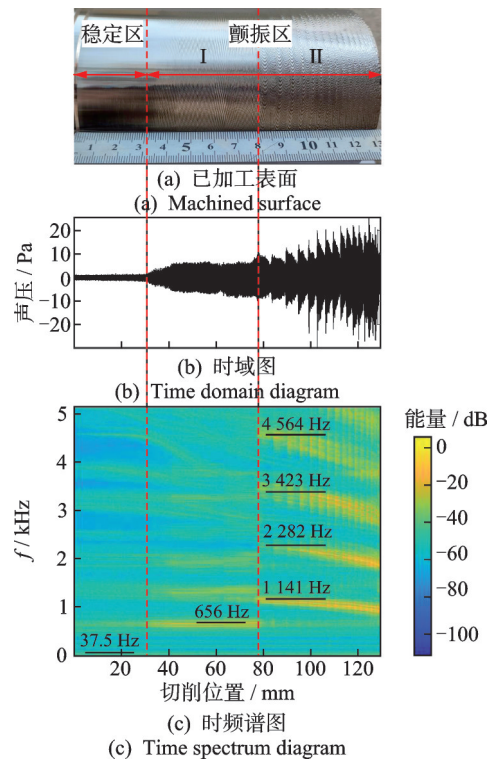 稳定区 颤振区
I II
1 2 3 4 5 6 7 8 9 10 11 12 13
(a) 已加工表面
(a) Machined surface
声压 / Pa
20
10
0
−10
−20
(b) 时域图
(b) Time domain diagram
f / kHz
5
4
3
2
1
0
4 564 Hz
3 423 Hz
2 282 Hz
1 141 Hz
656 Hz
37.5 Hz
20 40 60 80 100 120
切削位置 / mm
能量 / dB
0
−20
−40
−60
−80
−100
(c) 时频谱图
(c) Time spectrum diagram